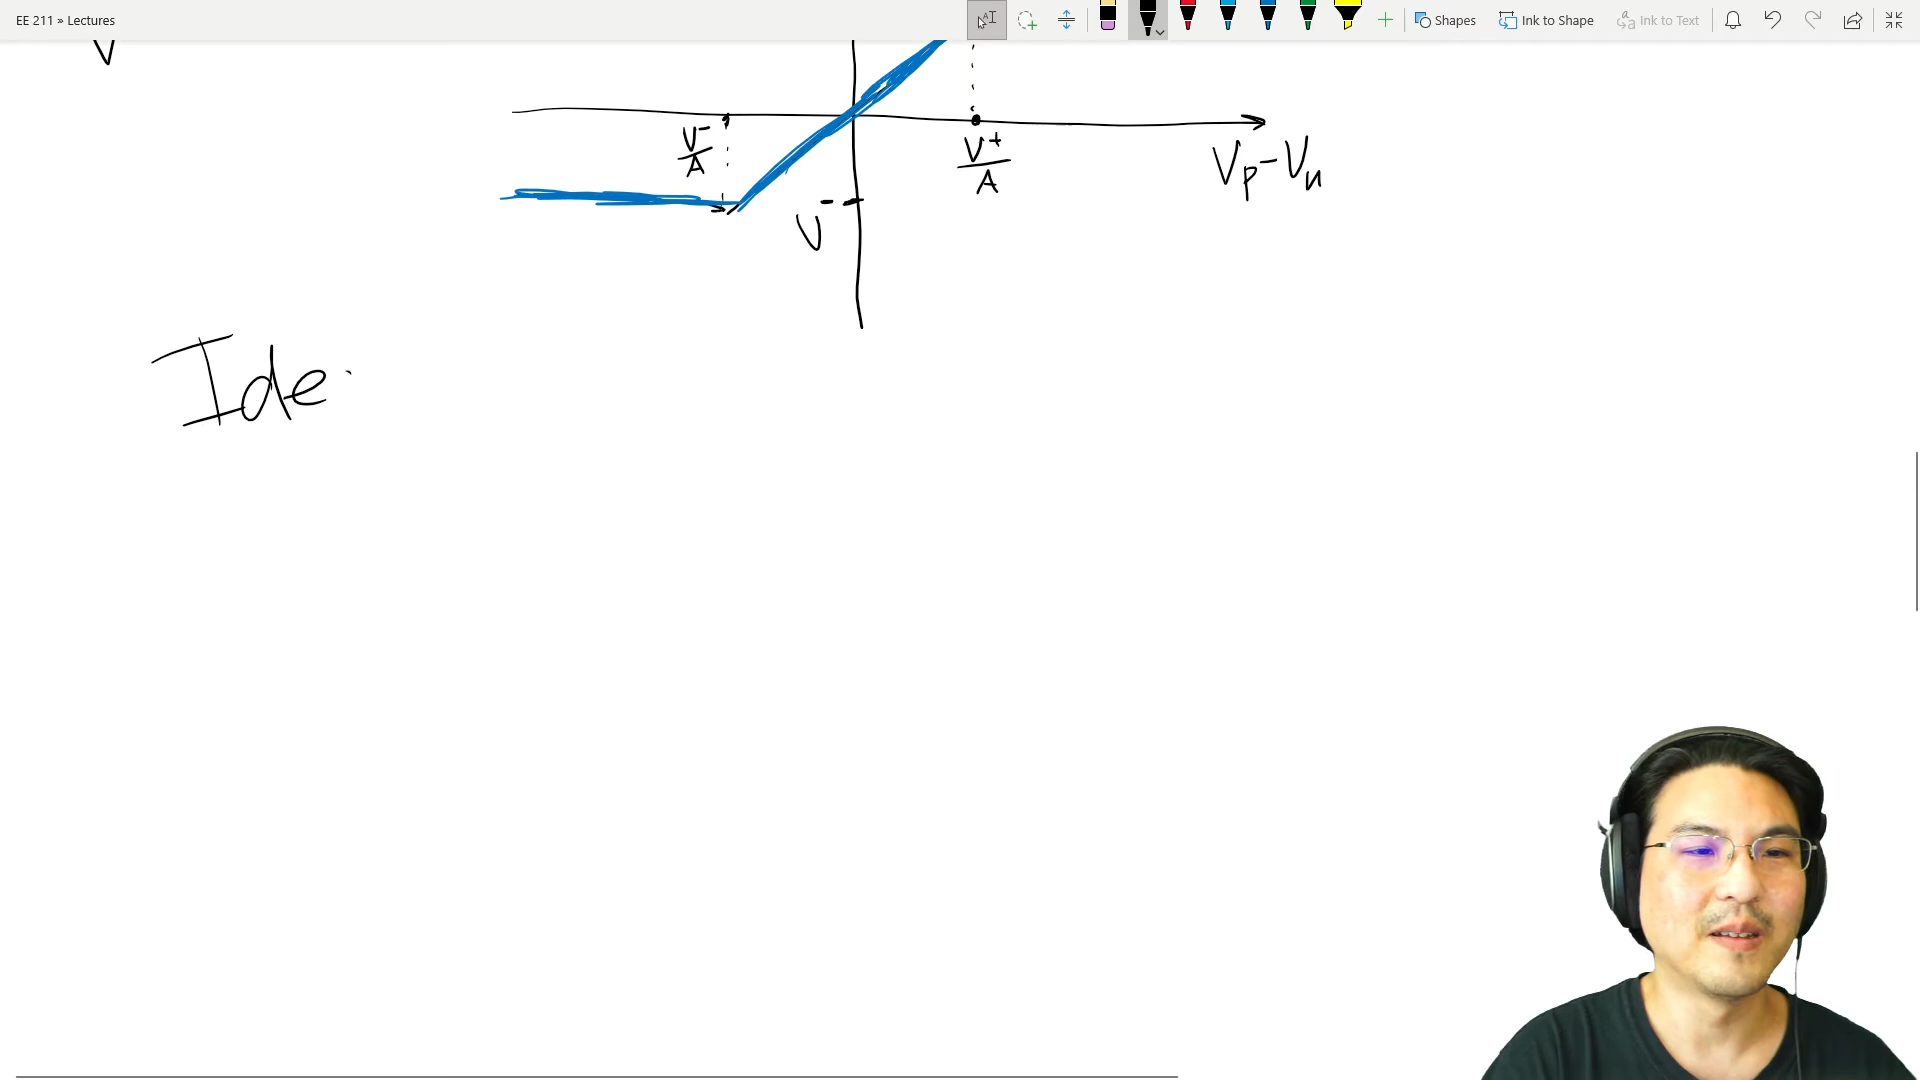 EE 211 » Lectures
Shapes
Ink to Shape
Ink to Text
V
V⁻/A
V⁺/A
Vp-Vn
V⁻
Ide